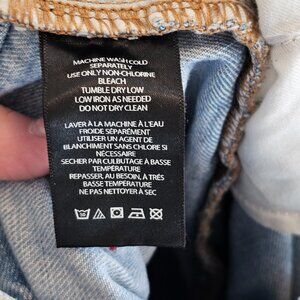 MACHINE WASH COLD
SEPARATELY
USE ONLY NON-CHLORINE
BLEACH
TUMBLE DRY LOW
LOW IRON AS NEEDED
DO NOT DRY CLEAN
LAVER À LA MACHINE À L'EAU
FROIDE SÉPARÉMENT
UTILISER UN AGENT DE
BLANCHIMENT SANS CHLORE SI
NÉCESSAIRE
SECHER PAR CULBUTAGE À BASSE
TEMPÉRATURE
REPASSER, AU BESOIN, À TRÈS
BASSE TEMPÉRATURE
NE PAS NETTOYER À SEC